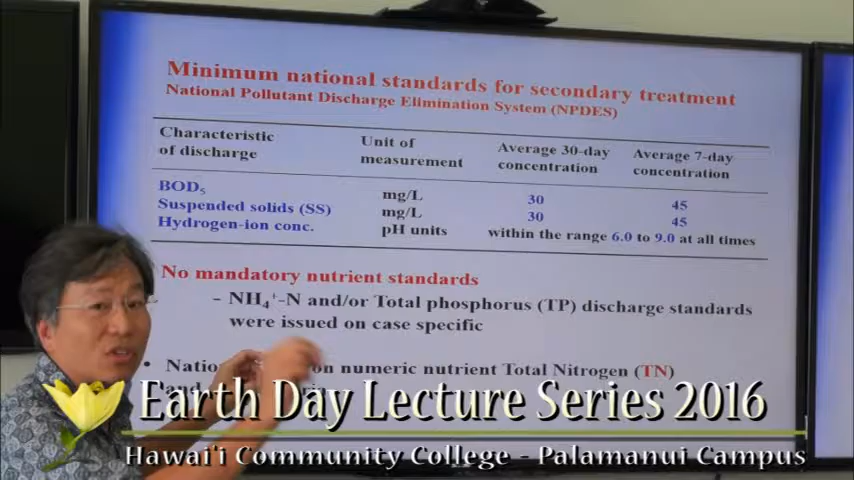 Minimum national standards for secondary treatment
National Pollutant Discharge Elimination System (NPDES)
Characteristic of discharge Unit of measurement Average 30-day concentration Average 7-day concentration
BOD₅ mg/L 30 45
Suspended solids (SS) mg/L 30 45
Hydrogen-ion conc. pH units within the range 6.0 to 9.0 at all times
No mandatory nutrient standards
– NH₄⁺-N and/or Total phosphorus (TP) discharge standards
were issued on case specific
• Natio on numeric nutrient Total Nitrogen (TN)
and
Earth Day Lecture Series 2016
Hawai'i Community College - Palamanui Campus